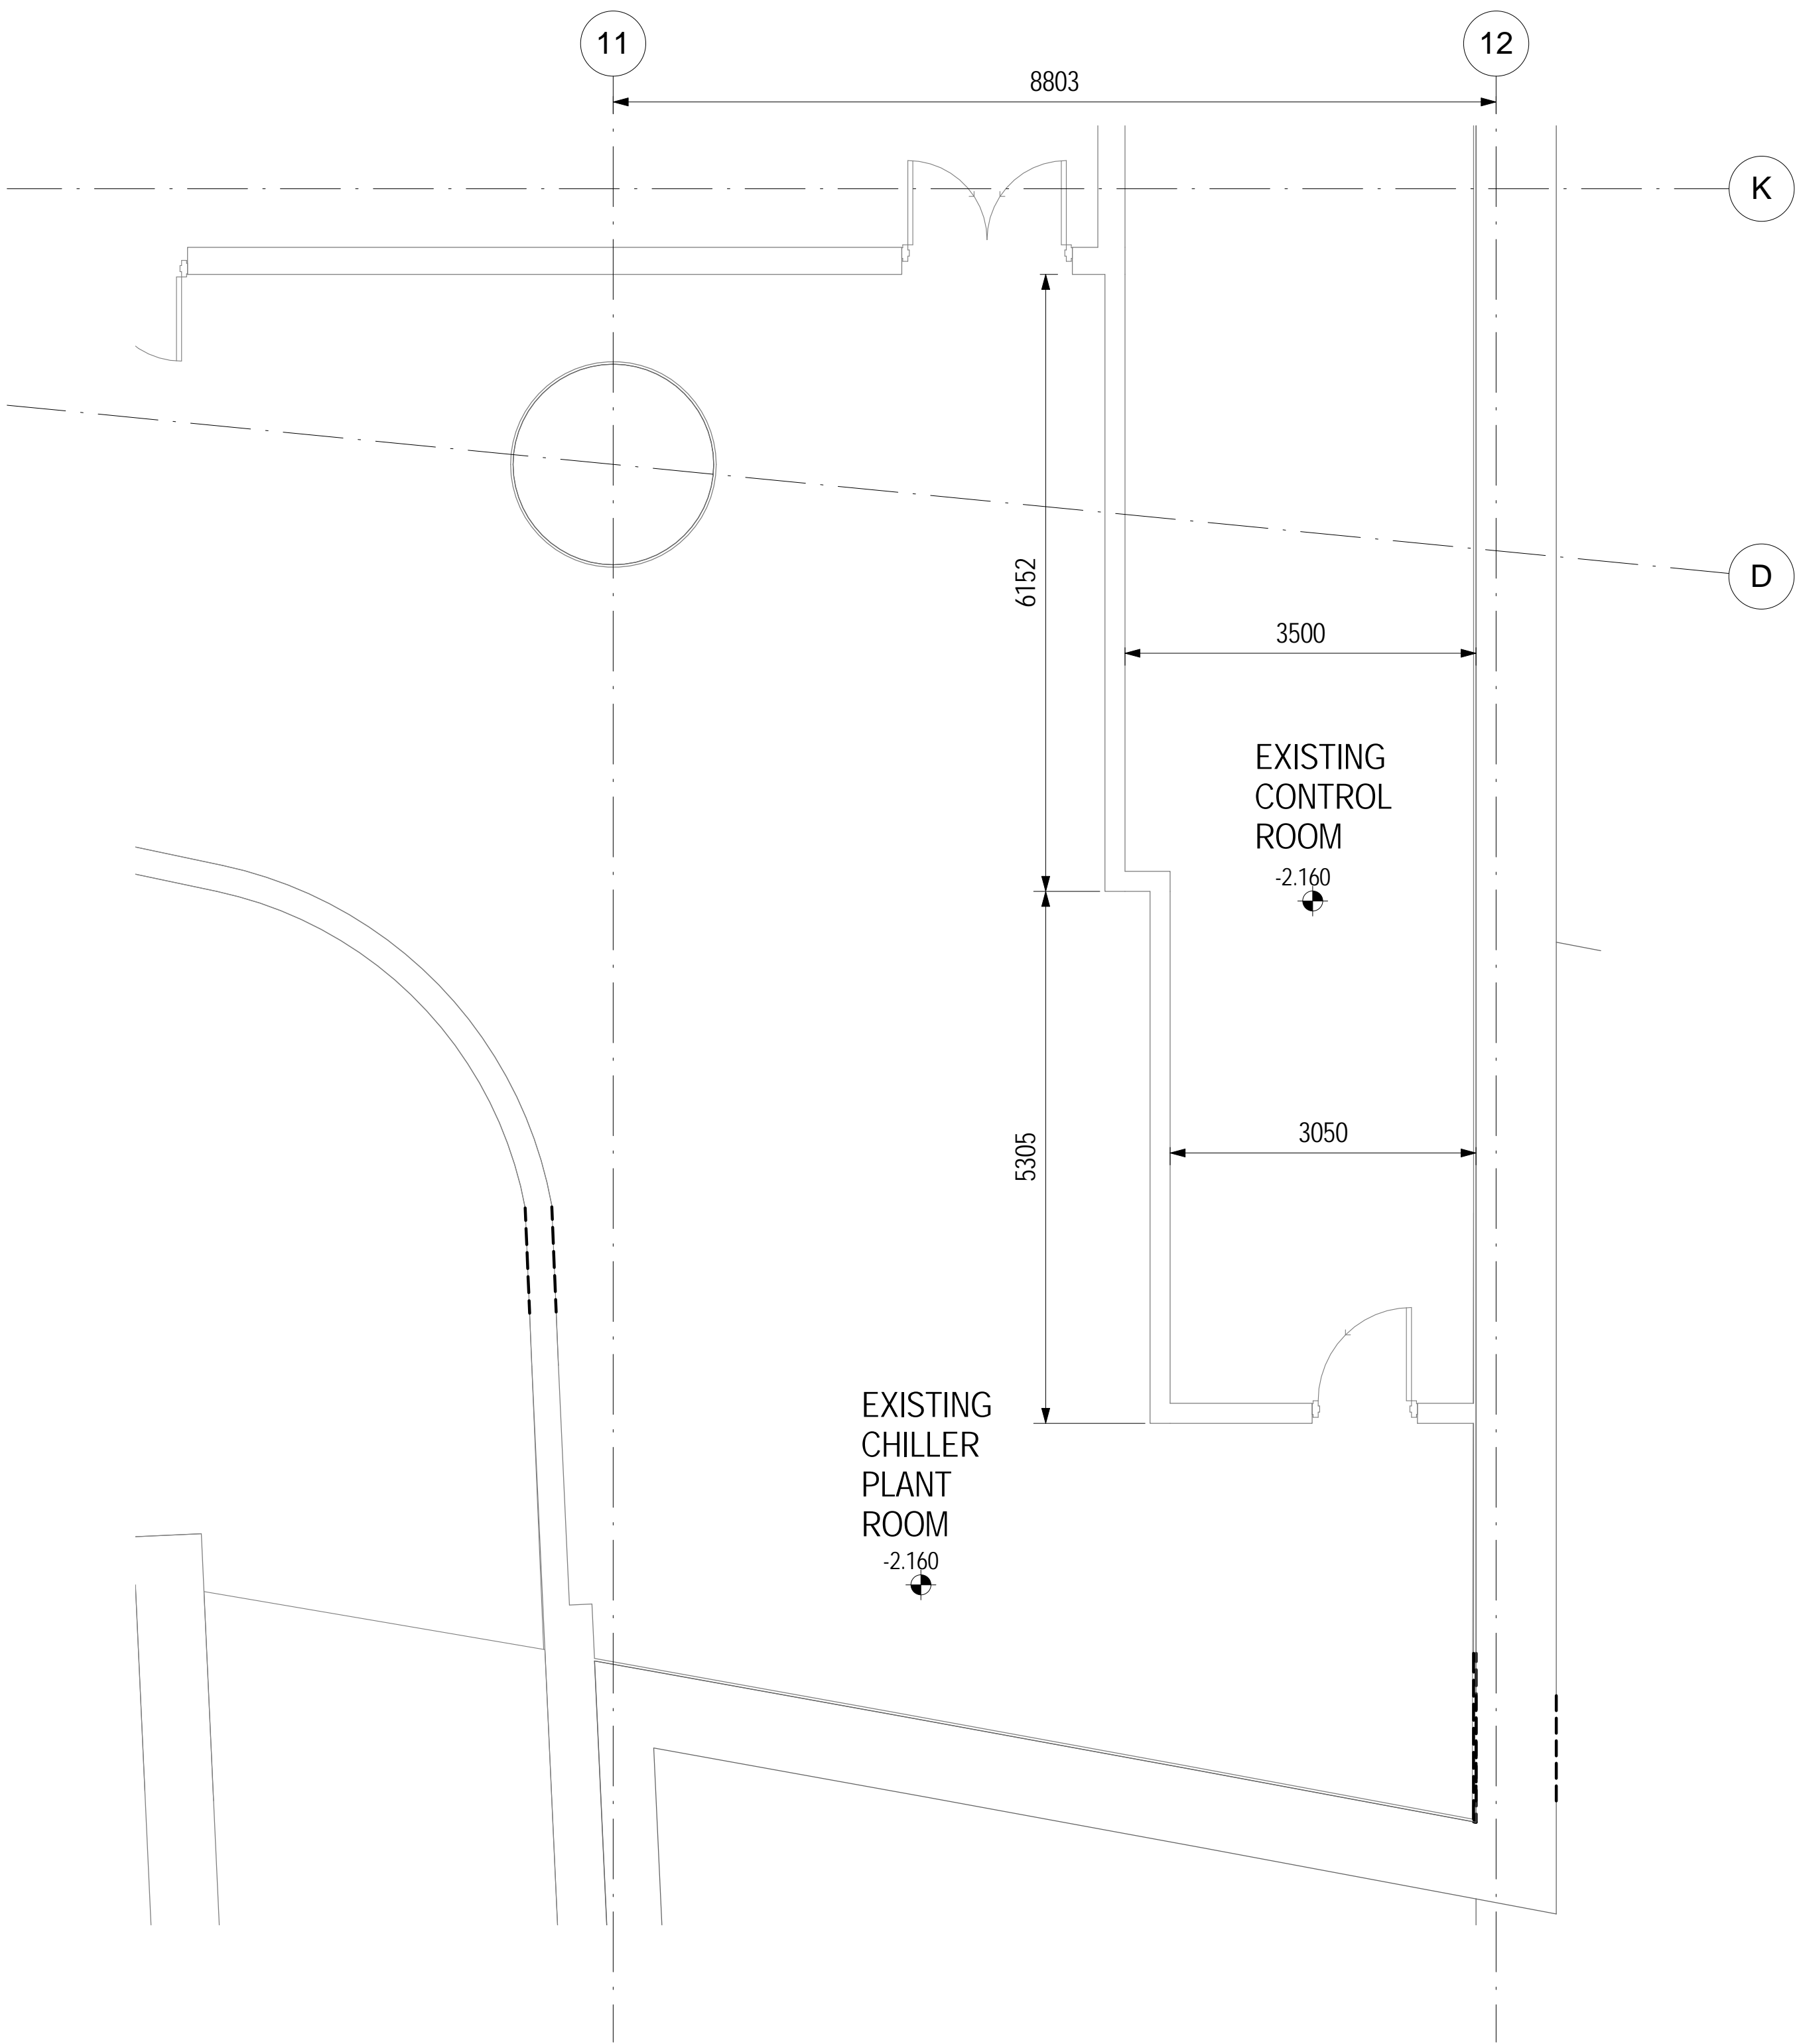 11
12
8803
K
D
6152
3500
EXISTING
CONTROL
ROOM
-2.160
5305
3050
EXISTING
CHILLER
PLANT
ROOM
-2.160